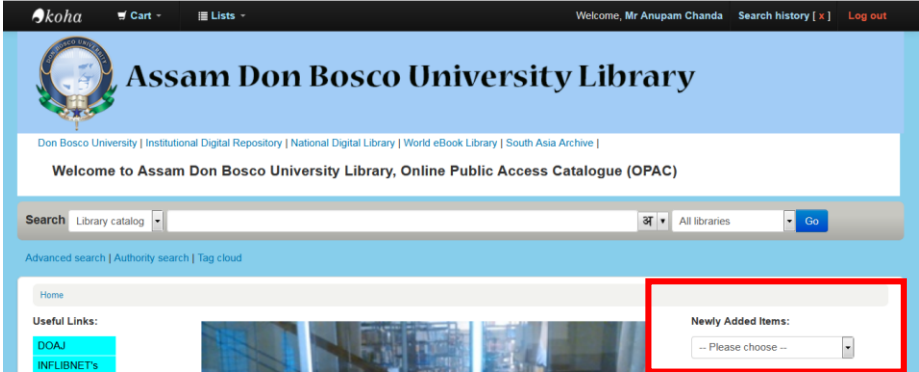 koha Cart Lists Welcome, Mr Anupam Chanda Search history [ x ] Log out
Assam Don Bosco University Library
Don Bosco University | Institutional Digital Repository | National Digital Library | World eBook Library | South Asia Archive |
Welcome to Assam Don Bosco University Library, Online Public Access Catalogue (OPAC)
Search Library catalog अ All libraries Go
Advanced search | Authority search | Tag cloud
Home
Useful Links:
DOAJ
INFLIBNET's
Newly Added Items:
-- Please choose --